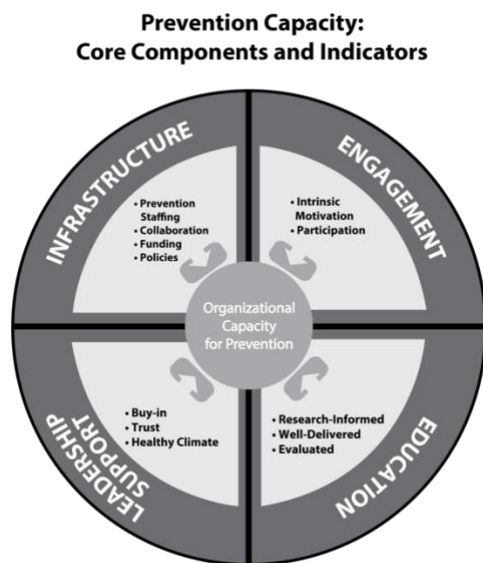 Prevention Capacity:
Core Components and Indicators
INFRASTRUCTURE
• Prevention
Staffing
• Collaboration
• Funding
• Policies
ENGAGEMENT
• Intrinsic
Motivation
• Participation
Organizational
Capacity
for Prevention
LEADERSHIP
SUPPORT
• Buy-in
• Trust
• Healthy Climate
EDUCATION
• Research-Informed
• Well-Delivered
• Evaluated